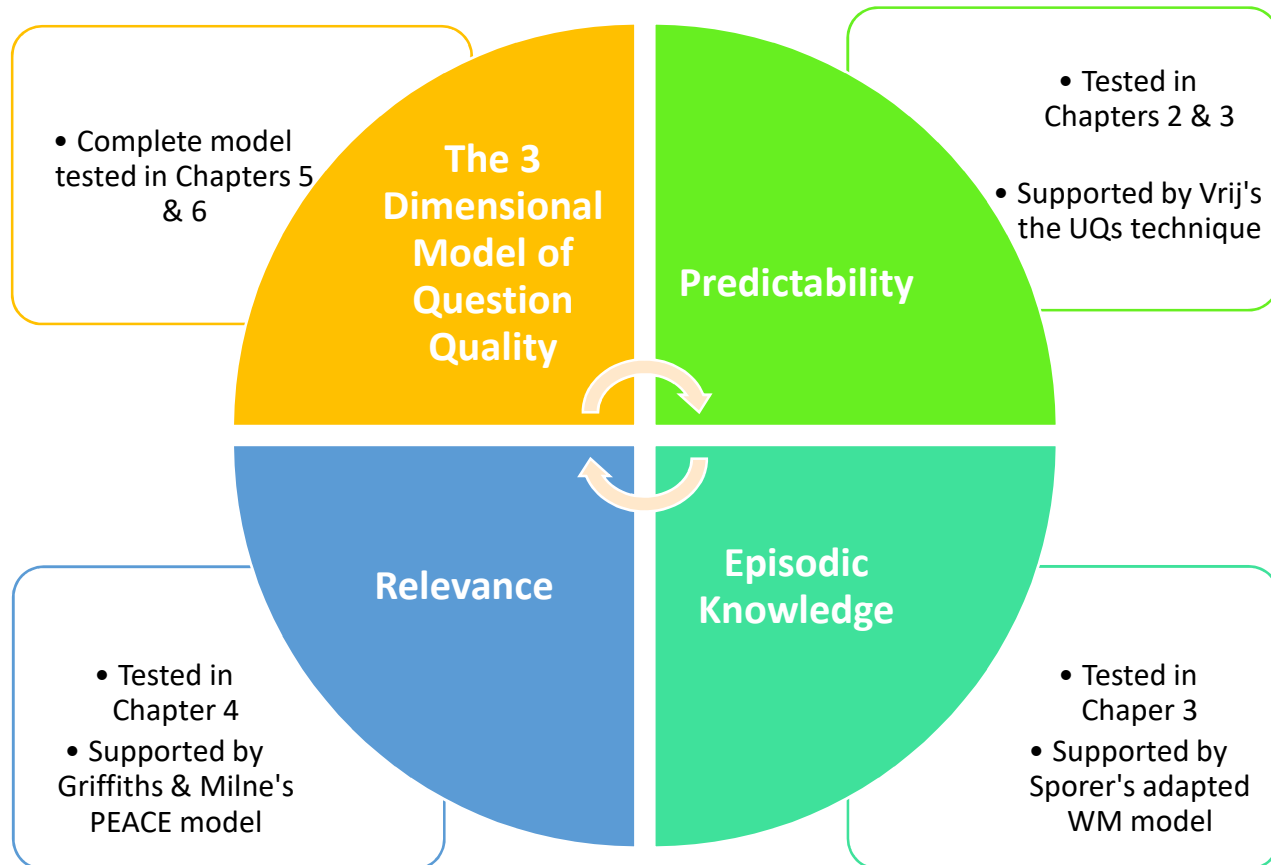 • Complete model
tested in Chapters 5
& 6
The 3
Dimensional
Model of
Question
Quality
Predictability
• Tested in
Chapters 2 & 3
• Supported by Vrij's
the UQs technique
Relevance
• Tested in
Chapter 4
• Supported by
Griffiths & Milne's
PEACE model
Episodic
Knowledge
• Tested in
Chaper 3
• Supported by
Sporer's adapted
WM model